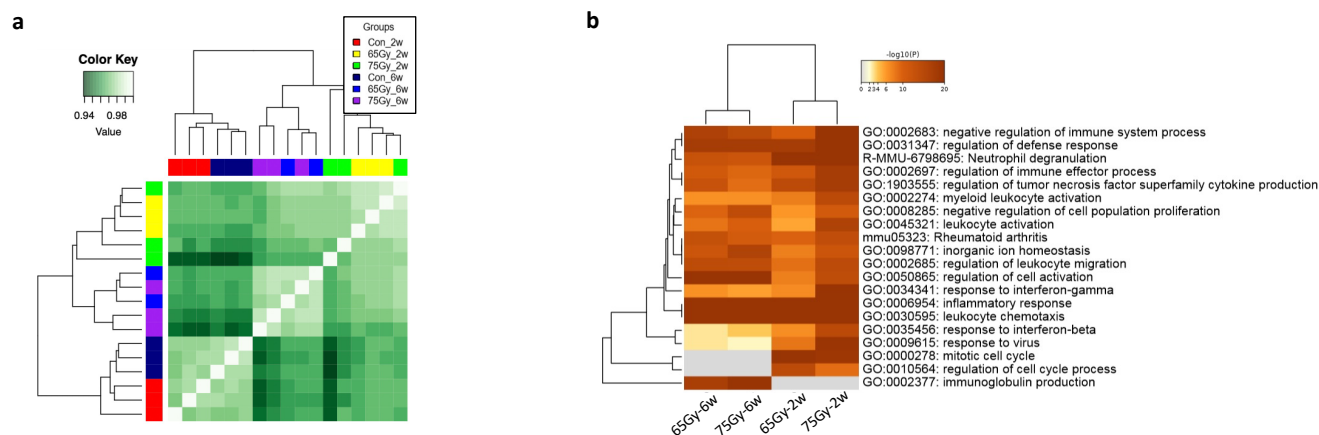 a
Color Key
0.94 0.98
Value
Groups
Con_2w
65Gy_2w
75Gy_2w
Con_6w
65Gy_6w
75Gy_6w
b
-log10(P)
0 2 3 4 6 10 20
GO:0002683: negative regulation of immune system process
GO:0031347: regulation of defense response
R-MMU-6798695: Neutrophil degranulation
GO:0002697: regulation of immune effector process
GO:1903555: regulation of tumor necrosis factor superfamily cytokine production
GO:0002274: myeloid leukocyte activation
GO:0008285: negative regulation of cell population proliferation
GO:0045321: leukocyte activation
mmu05323: Rheumatoid arthritis
GO:0098771: inorganic ion homeostasis
GO:0002685: regulation of leukocyte migration
GO:0050865: regulation of cell activation
GO:0034341: response to interferon-gamma
GO:0006954: inflammatory response
GO:0030595: leukocyte chemotaxis
GO:0035456: response to interferon-beta
GO:0009615: response to virus
GO:0000278: mitotic cell cycle
GO:0010564: regulation of cell cycle process
GO:0002377: immunoglobulin production
65Gy-6w
75Gy-6w
65Gy-2w
75Gy-2w